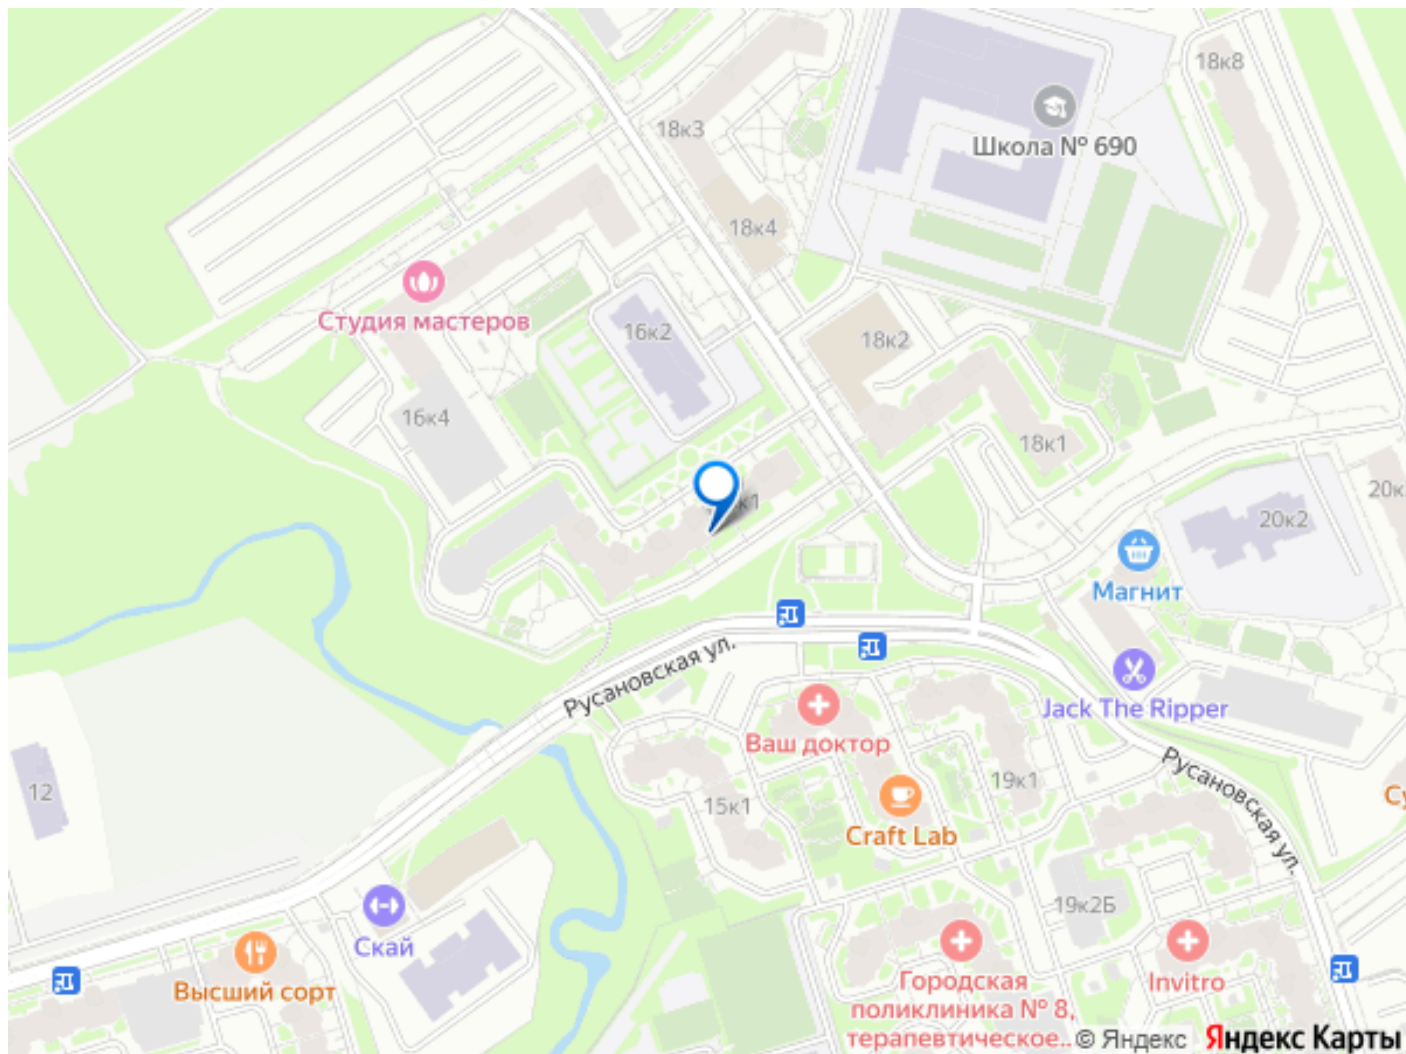 18к8
18к3
Школа № 690
18к4
Студия мастеров
16к2
18к2
16к4
18к1
20к
к1
20к2
Магнит
Русановская ул.
Jack The Ripper
Ваш доктор
12
15к1
19к1
Русановская ул.
Су
Craft Lab
19к2Б
Скай
Высший сорт
Городская
поликлиника № 8,
терапевтическое...
Invitro
© Яндекс Яндекс Карты